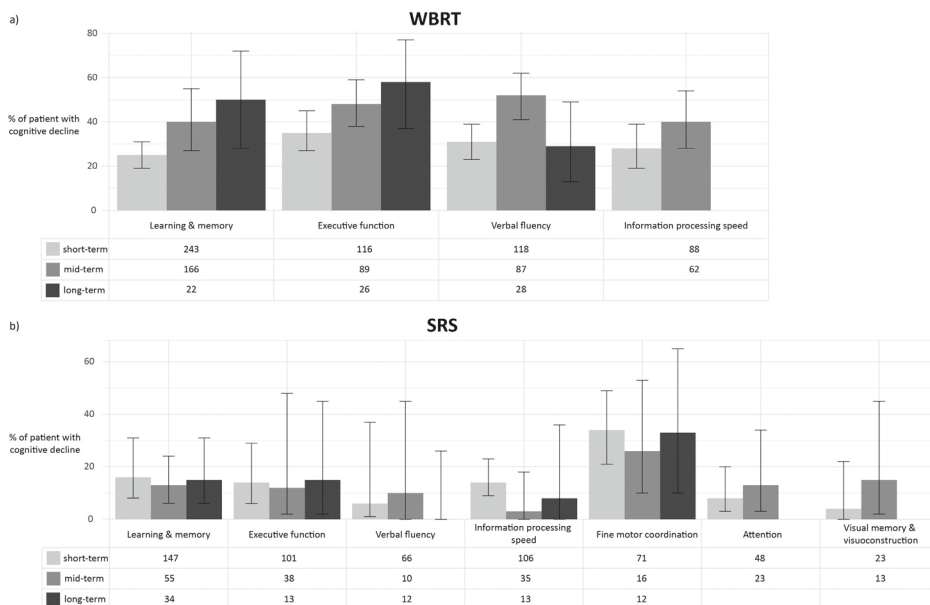 a)
WBRT
80
60
% of patient with
cognitive decline
40
20
0
Learning & memory Executive function Verbal fluency Information processing speed
short-term 243 116 118 88
mid-term 166 89 87 62
long-term 22 26 28
b)
SRS
60
40
% of patient with
cognitive decline
20
0
Learning & memory Executive function Verbal fluency Information processing speed Fine motor coordination Attention Visual memory & visuoconstruction
short-term 147 101 66 106 71 48 23
mid-term 55 38 10 35 16 23 13
long-term 34 13 12 13 12